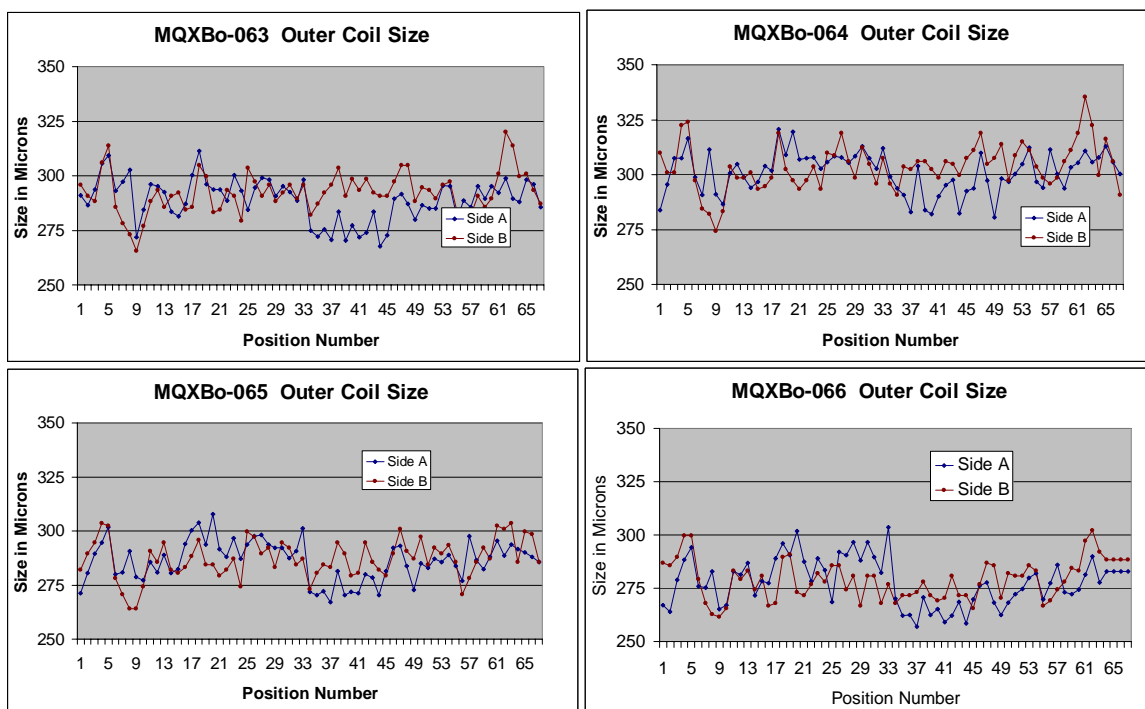 MQXBo-063 Outer Coil Size
350
325
300
275
250
Size in Microns
Side A
Side B
1 5 9 13 17 21 25 29 33 37 41 45 49 53 57 61 65
Position Number
MQXBo-064 Outer Coil Size
350
325
300
275
250
Size in Microns
Side A
Side B
1 5 9 13 17 21 25 29 33 37 41 45 49 53 57 61 65
Position Number
MQXBo-065 Outer Coil Size
350
325
300
275
250
Size in Microns
Side A
Side B
1 5 9 13 17 21 25 29 33 37 41 45 49 53 57 61 65
Position Number
MQXBo-066 Outer Coil Size
350
325
300
275
250
Size in Microns
Side A
Side B
1 5 9 13 17 21 25 29 33 37 41 45 49 53 57 61 65
Position Number